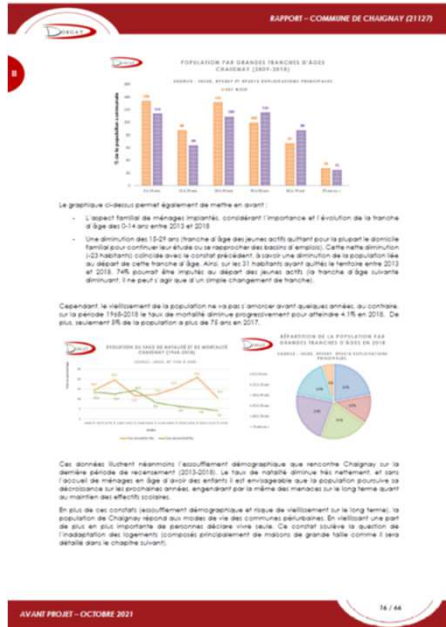 RAPPORT – COMMUNE DE CHAIGNAY (21127)
DORGAT
II
POPULATION PAR GRANDES TRANCHES D'ÂGES
CHAIGNAY (2009-2018)
Le graphique ci-dessus permet également de mettre en avant :
- L'aspect familial de ménages implantés, considérant l'importance et l'évolution de la tranche
d'âge des 0-14 ans entre 2013 et 2018
- Une diminution des 15-29 ans (tranche d'âge des jeunes actifs quittant pour la plupart le domicile
familial pour continuer leur étude ou se rapprocher des bassins d'emplois). Cette nette diminution
(-23 habitants) coïncide avec le constat précédent, à savoir une diminution de la population liée
au départ de cette tranche d'âge. Ainsi, sur les 31 habitants ayant quittés le territoire entre 2013
et 2018, 74% pourrait être imputés au départ des jeunes actifs (la tranche d'âge suivante
diminuant, il ne peut s'agir que d'un simple changement de tranche).
Cependant, le vieillissement de la population ne va pas s'amorcer avant quelques années, au contraire,
sur la période 1968-2018 le taux de mortalité diminue progressivement pour atteindre 4.1% en 2018. De
plus, seulement 5% de la population a plus de 75 ans en 2017.
EVOLUTION DU TAUX DE NATALITÉ ET DE MORTALITÉ
CHAIGNAY (1968-2018)
RÉPARTITION DE LA POPULATION PAR
GRANDES TRANCHES D'ÂGES EN 2018
Ces données illustrent néanmoins l'essoufflement démographique que rencontre Chaignay sur la
dernière période de recensement (2013-2018). Le taux de natalité diminue très nettement, et sans
l'accueil de ménages en âge d'avoir des enfants il est envisageable que la population poursuive sa
décroissance sur les prochaines années, engendrant par la même des menaces sur le long terme quant
au maintien des effectifs scolaires.
En plus de ces constats (essoufflement démographique et risque de vieillissement sur le long terme), la
population de Chaignay répond aux modes de vie des communes périurbaines. En vieillissant une part
de plus en plus importante de personnes déclare vivre seule. Ce constat soulève la question de
l'inadaptation des logements (composés principalement de maisons de grande taille comme il sera
détaillé dans le chapitre suivant).
AVANT PROJET – OCTOBRE 2021
16 / 66